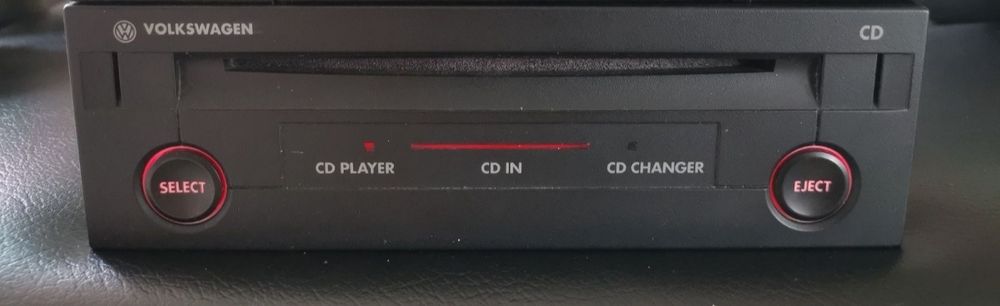 VOLKSWAGEN CD
CD PLAYER CD IN CD CHANGER
SELECT EJECT